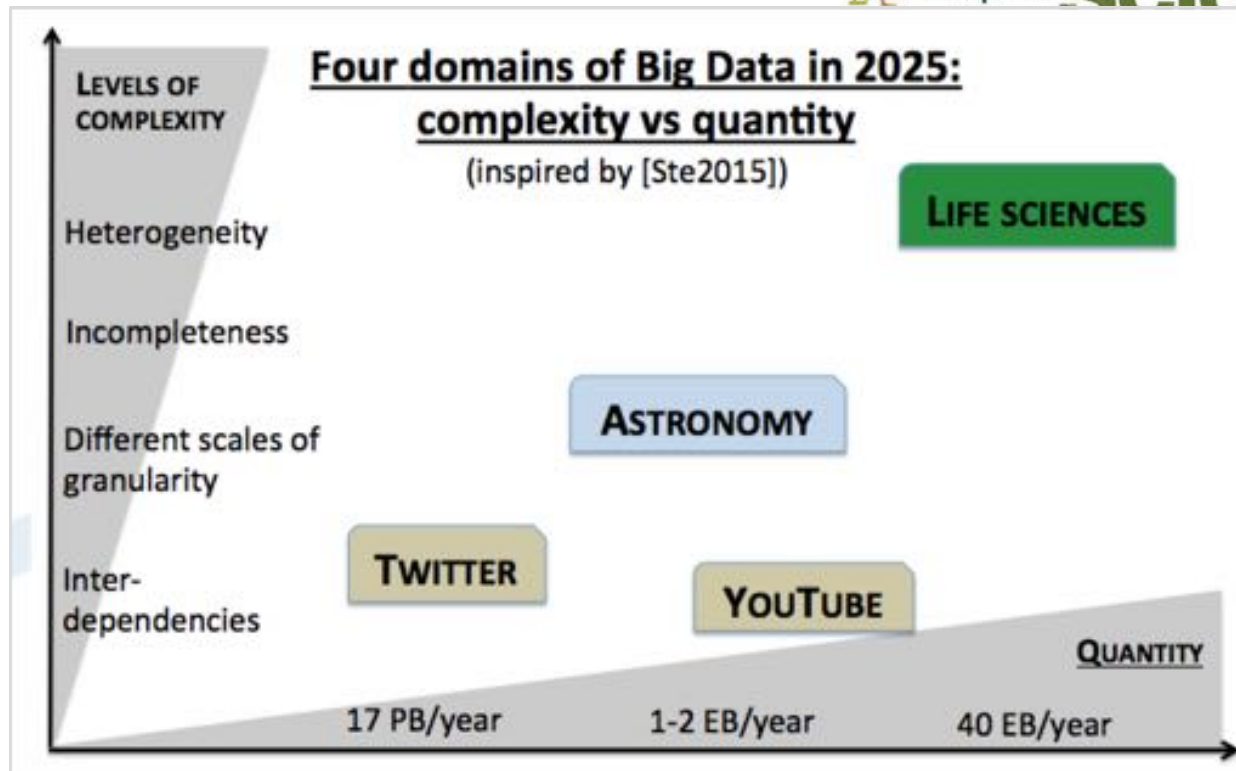 Four domains of Big Data in 2025:
complexity vs quantity
(inspired by [Ste2015])
LEVELS OF
COMPLEXITY
Heterogeneity
Incompleteness
Different scales of
granularity
Inter-
dependencies
LIFE SCIENCES
ASTRONOMY
TWITTER
YOUTUBE
QUANTITY
17 PB/year
1-2 EB/year
40 EB/year